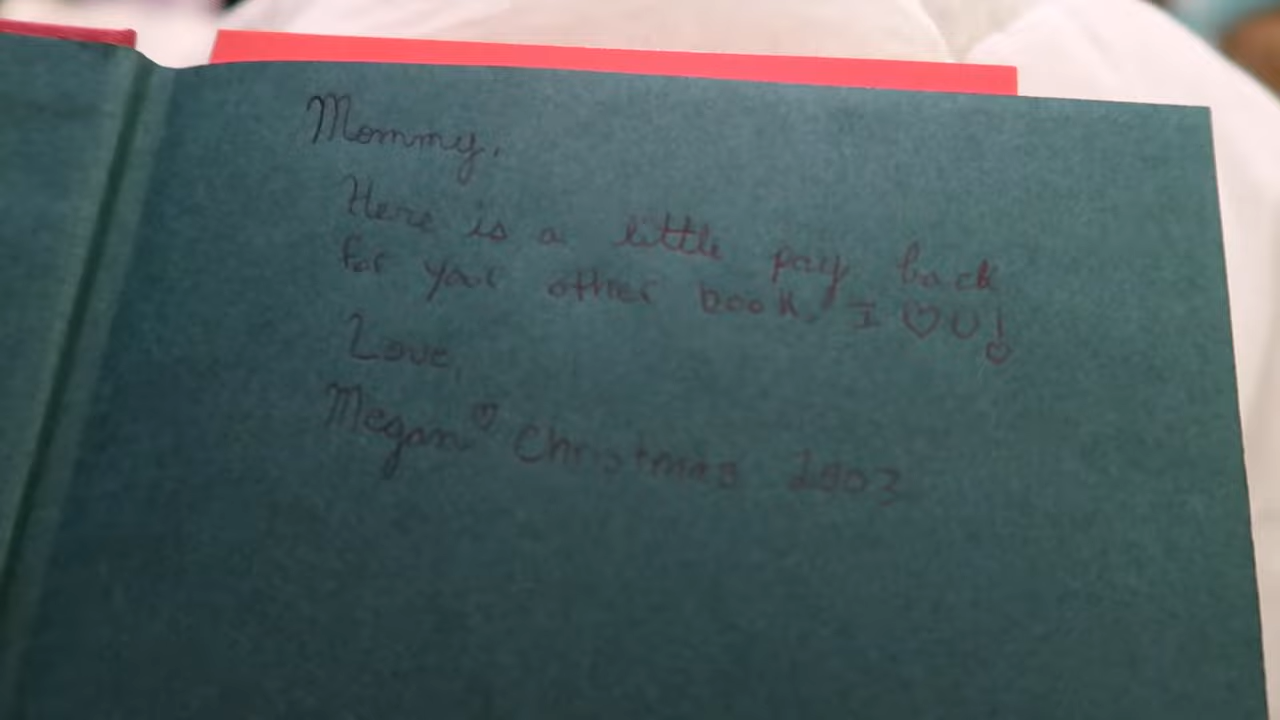 Mommy,
Here is a little pay back
for your other book! I ♡ U!
Love,
Megan ♡ Christmas 2003